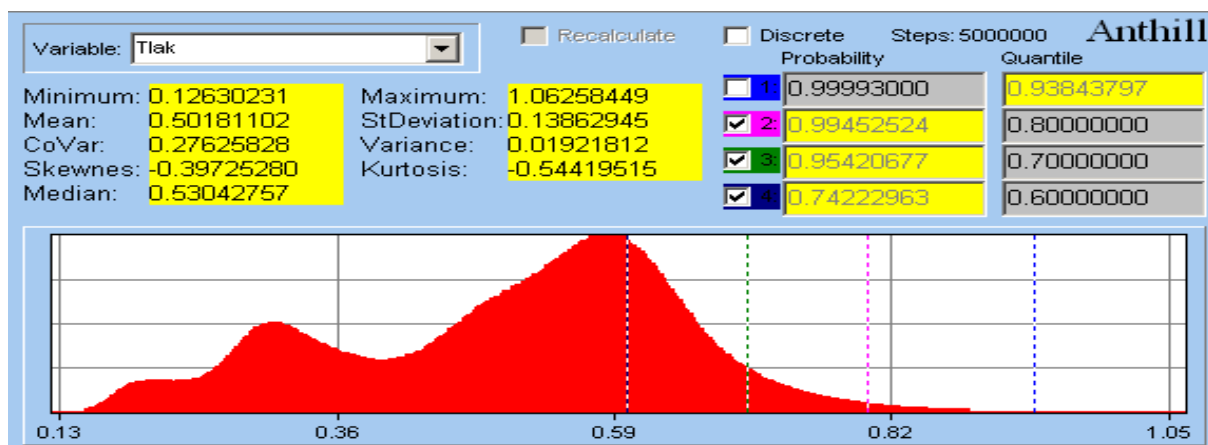 Variable: Tlak
Recalculate
Discrete Steps: 5000000 Anthill
Probability Quantile
Minimum: 0.12630231 Maximum: 1.06258449
Mean: 0.50181102 StDeviation: 0.13862945
CoVar: 0.27625828 Variance: 0.01921812
Skewnes: -0.39725280 Kurtosis: -0.54419515
Median: 0.53042757
1: 0.99993000 0.93843797
2: 0.99452524 0.80000000
3: 0.95420677 0.70000000
4: 0.74222963 0.60000000
0.13 0.36 0.59 0.82 1.05